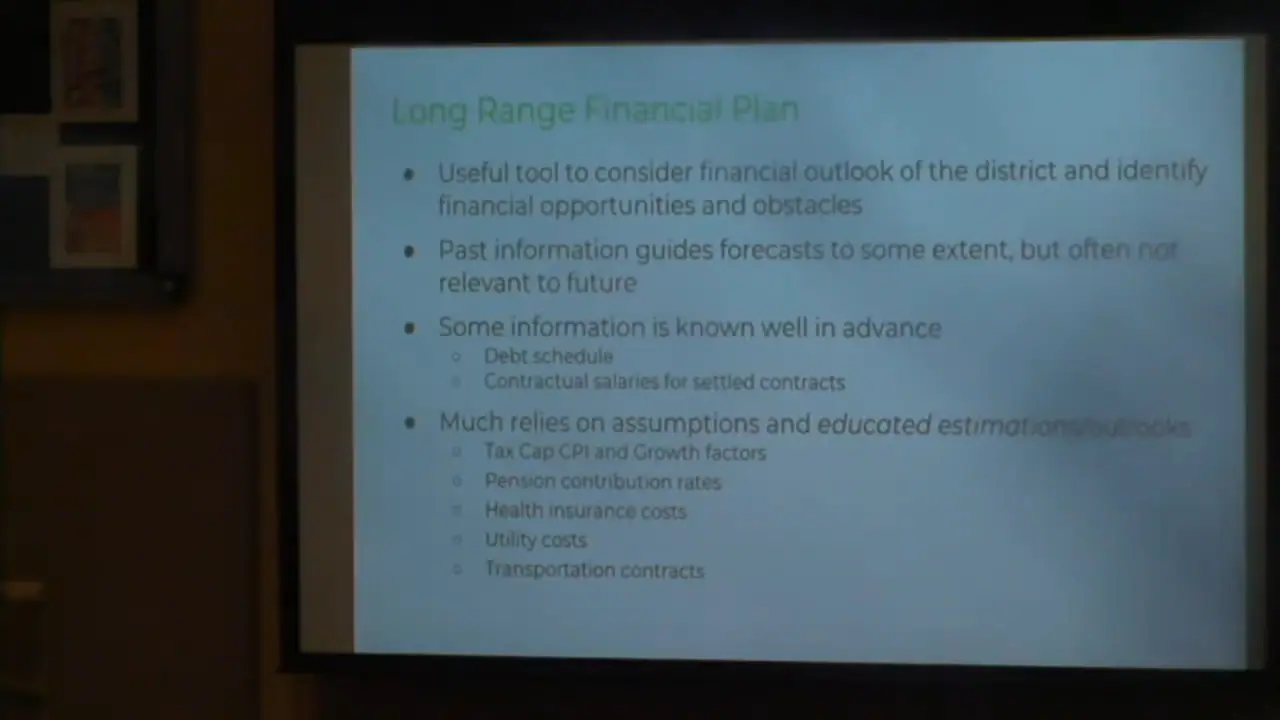 Long Range Financial Plan
● Useful tool to consider financial outlook of the district and identify
financial opportunities and obstacles
● Past information guides forecasts to some extent, but often not
relevant to future
● Some information is known well in advance
○ Debt schedule
○ Contractual salaries for settled contracts
● Much relies on assumptions and educated estimations/outlooks
○ Tax Cap CPI and Growth factors
○ Pension contribution rates
○ Health insurance costs
○ Utility costs
○ Transportation contracts